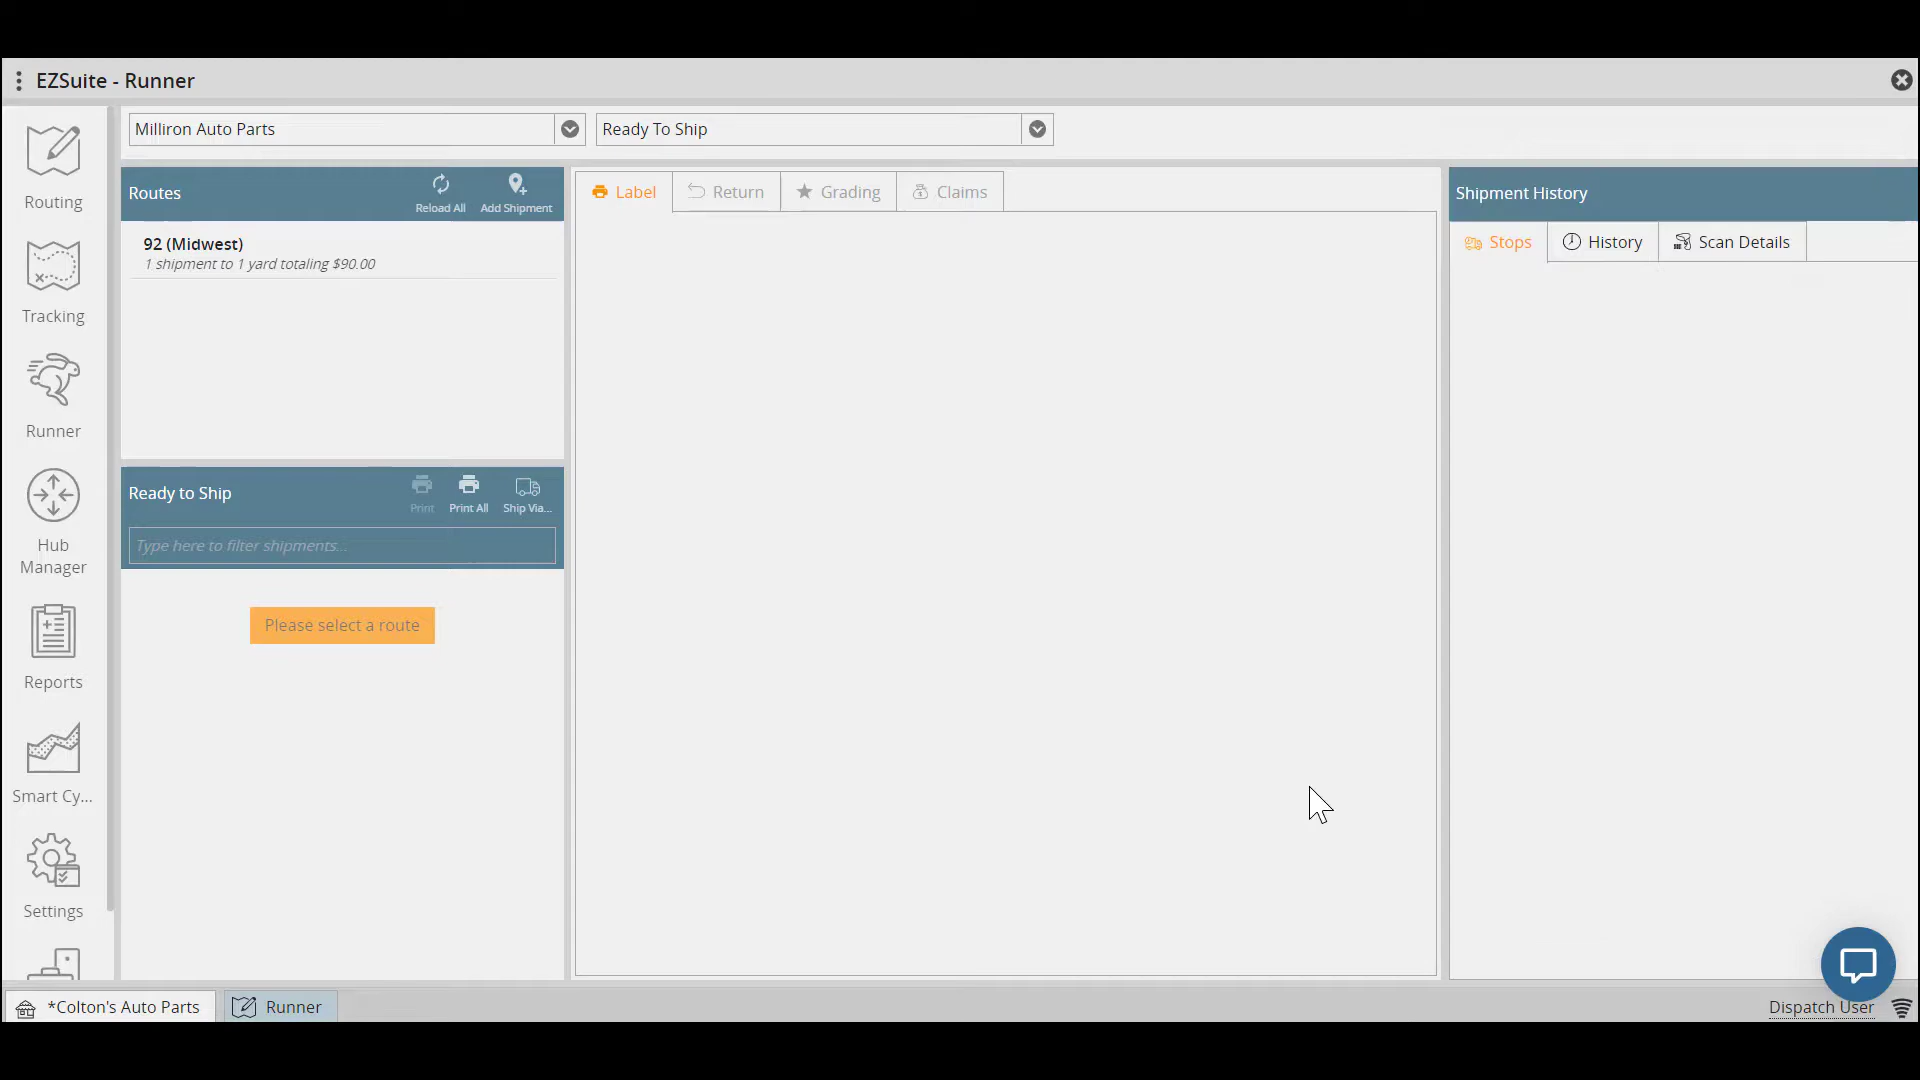 EZSuite - Runner
Milliron Auto Parts
Ready To Ship
Routing
Tracking
Runner
Hub
Manager
Reports
Smart Cy...
Settings
Routes
Reload All
Add Shipment
92 (Midwest)
1 shipment to 1 yard totaling $90.00
Ready to Ship
Print
Print All
Ship Via...
Type here to filter shipments...
Please select a route
Label
Return
Grading
Claims
Shipment History
Stops
History
Scan Details
*Colton's Auto Parts
Runner
Dispatch User